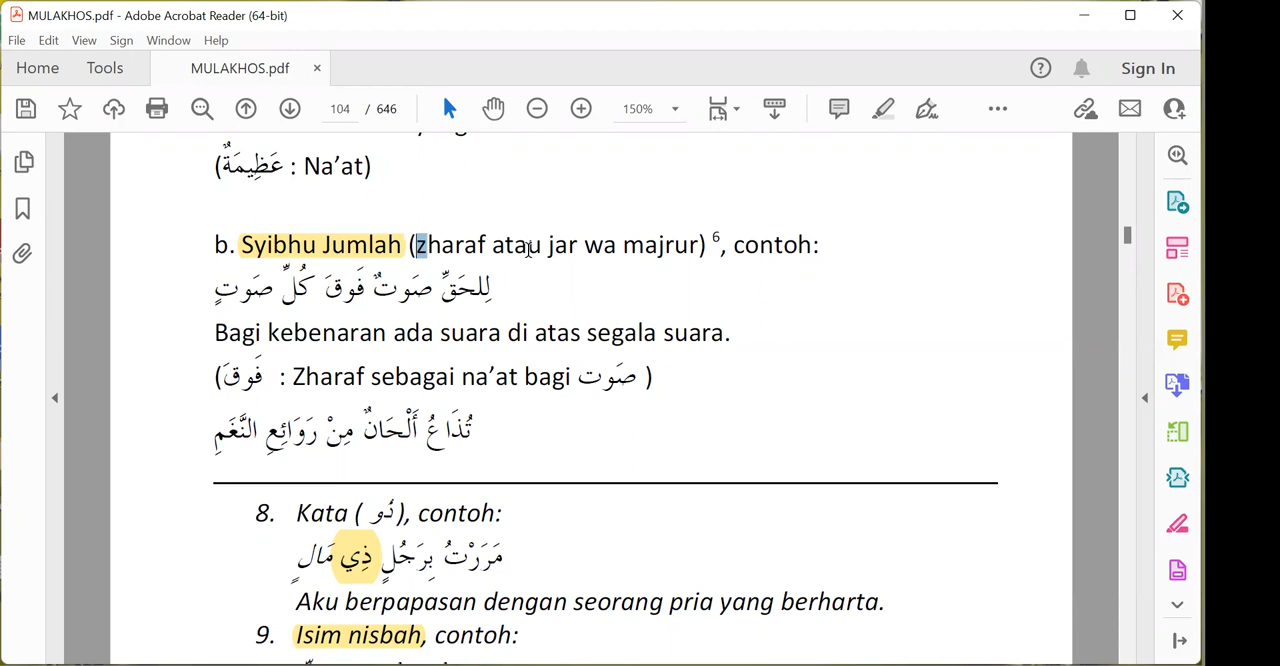 MULAKHOS.pdf - Adobe Acrobat Reader (64-bit)
File Edit View Sign Window Help
Home Tools MULAKHOS.pdf × Sign In
104 / 646 150%
(عَظِيمَةٌ : Na’at)
b. Syibhu Jumlah (zharaf atau jar wa majrur) 6, contoh:
لِلحَقِّ صَوتٌ فَوقَ كُلِّ صَوتٍ
Bagi kebenaran ada suara di atas segala suara.
(فَوقَ : Zharaf sebagai na’at bagi صَوت )
تُذَاعُ أَلْحَانٌ مِنْ رَوَائِعِ النَّغَمِ
8. Kata ( ذُو ), contoh:
مَرَرْتُ بِرَجُلٍ ذِي مَالٍ
Aku berpapasan dengan seorang pria yang berharta.
9. Isim nisbah, contoh: